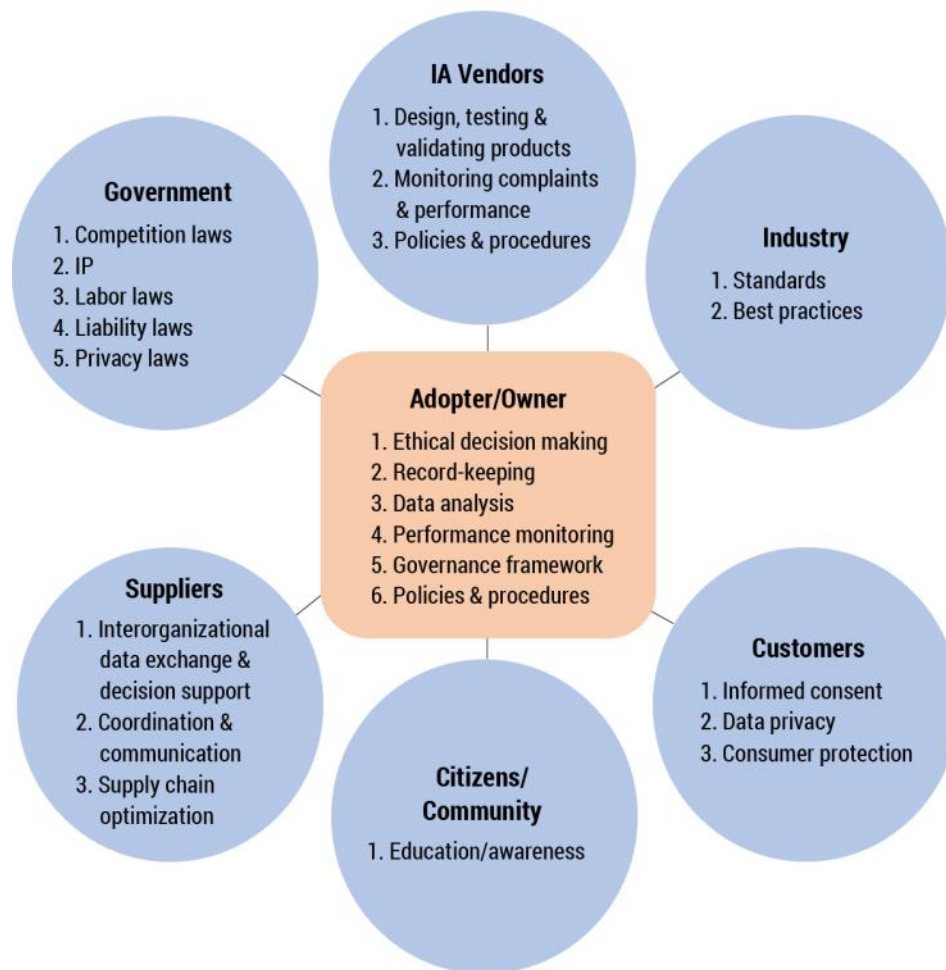 IA Vendors
1. Design, testing &
validating products
2. Monitoring complaints
& performance
3. Policies & procedures
Government
1. Competition laws
2. IP
3. Labor laws
4. Liability laws
5. Privacy laws
Industry
1. Standards
2. Best practices
Adopter/Owner
1. Ethical decision making
2. Record-keeping
3. Data analysis
4. Performance monitoring
5. Governance framework
6. Policies & procedures
Suppliers
1. Interorganizational
data exchange &
decision support
2. Coordination &
communication
3. Supply chain
optimization
Customers
1. Informed consent
2. Data privacy
3. Consumer protection
Citizens/
Community
1. Education/awareness